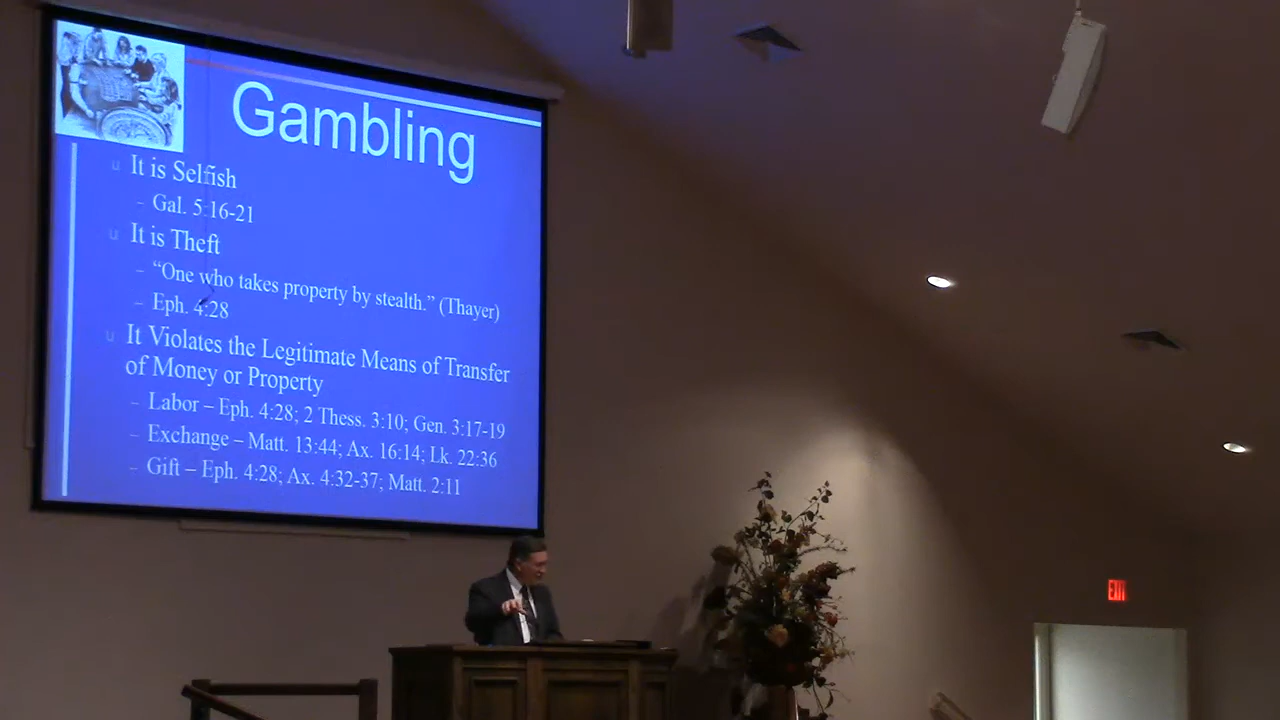 Gambling
It is Selfish
– Gal. 5:16-21
It is Theft
– “One who takes property by stealth.” (Thayer)
– Eph. 4:28
It Violates the Legitimate Means of Transfer
of Money or Property
– Labor – Eph. 4:28; 2 Thess. 3:10; Gen. 3:17-19
– Exchange – Matt. 13:44; Ax. 16:14; Lk. 22:36
– Gift – Eph. 4:28; Ax. 4:32-37; Matt. 2:11
EXIT